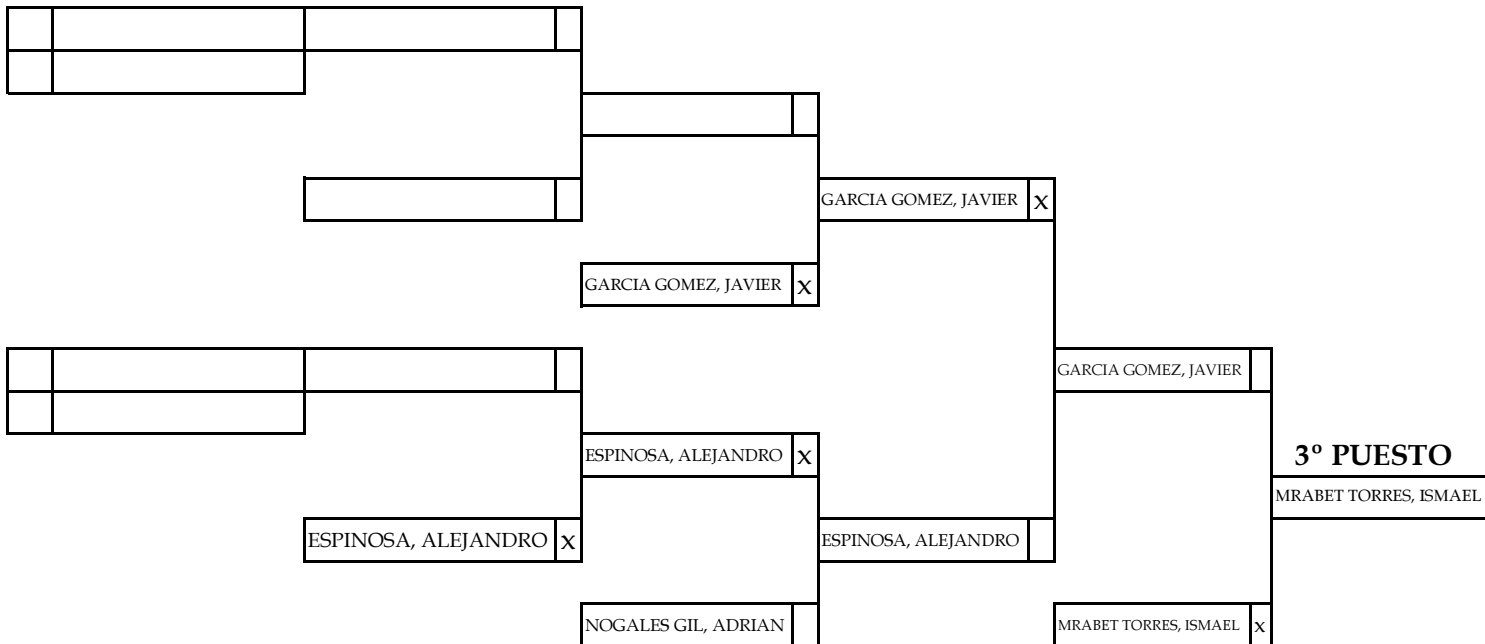 GARCIA GOMEZ, JAVIER x
GARCIA GOMEZ, JAVIER x
GARCIA GOMEZ, JAVIER
ESPINOSA, ALEJANDRO x
3º PUESTO
MRABET TORRES, ISMAEL
ESPINOSA, ALEJANDRO x
ESPINOSA, ALEJANDRO
NOGALES GIL, ADRIAN
MRABET TORRES, ISMAEL x